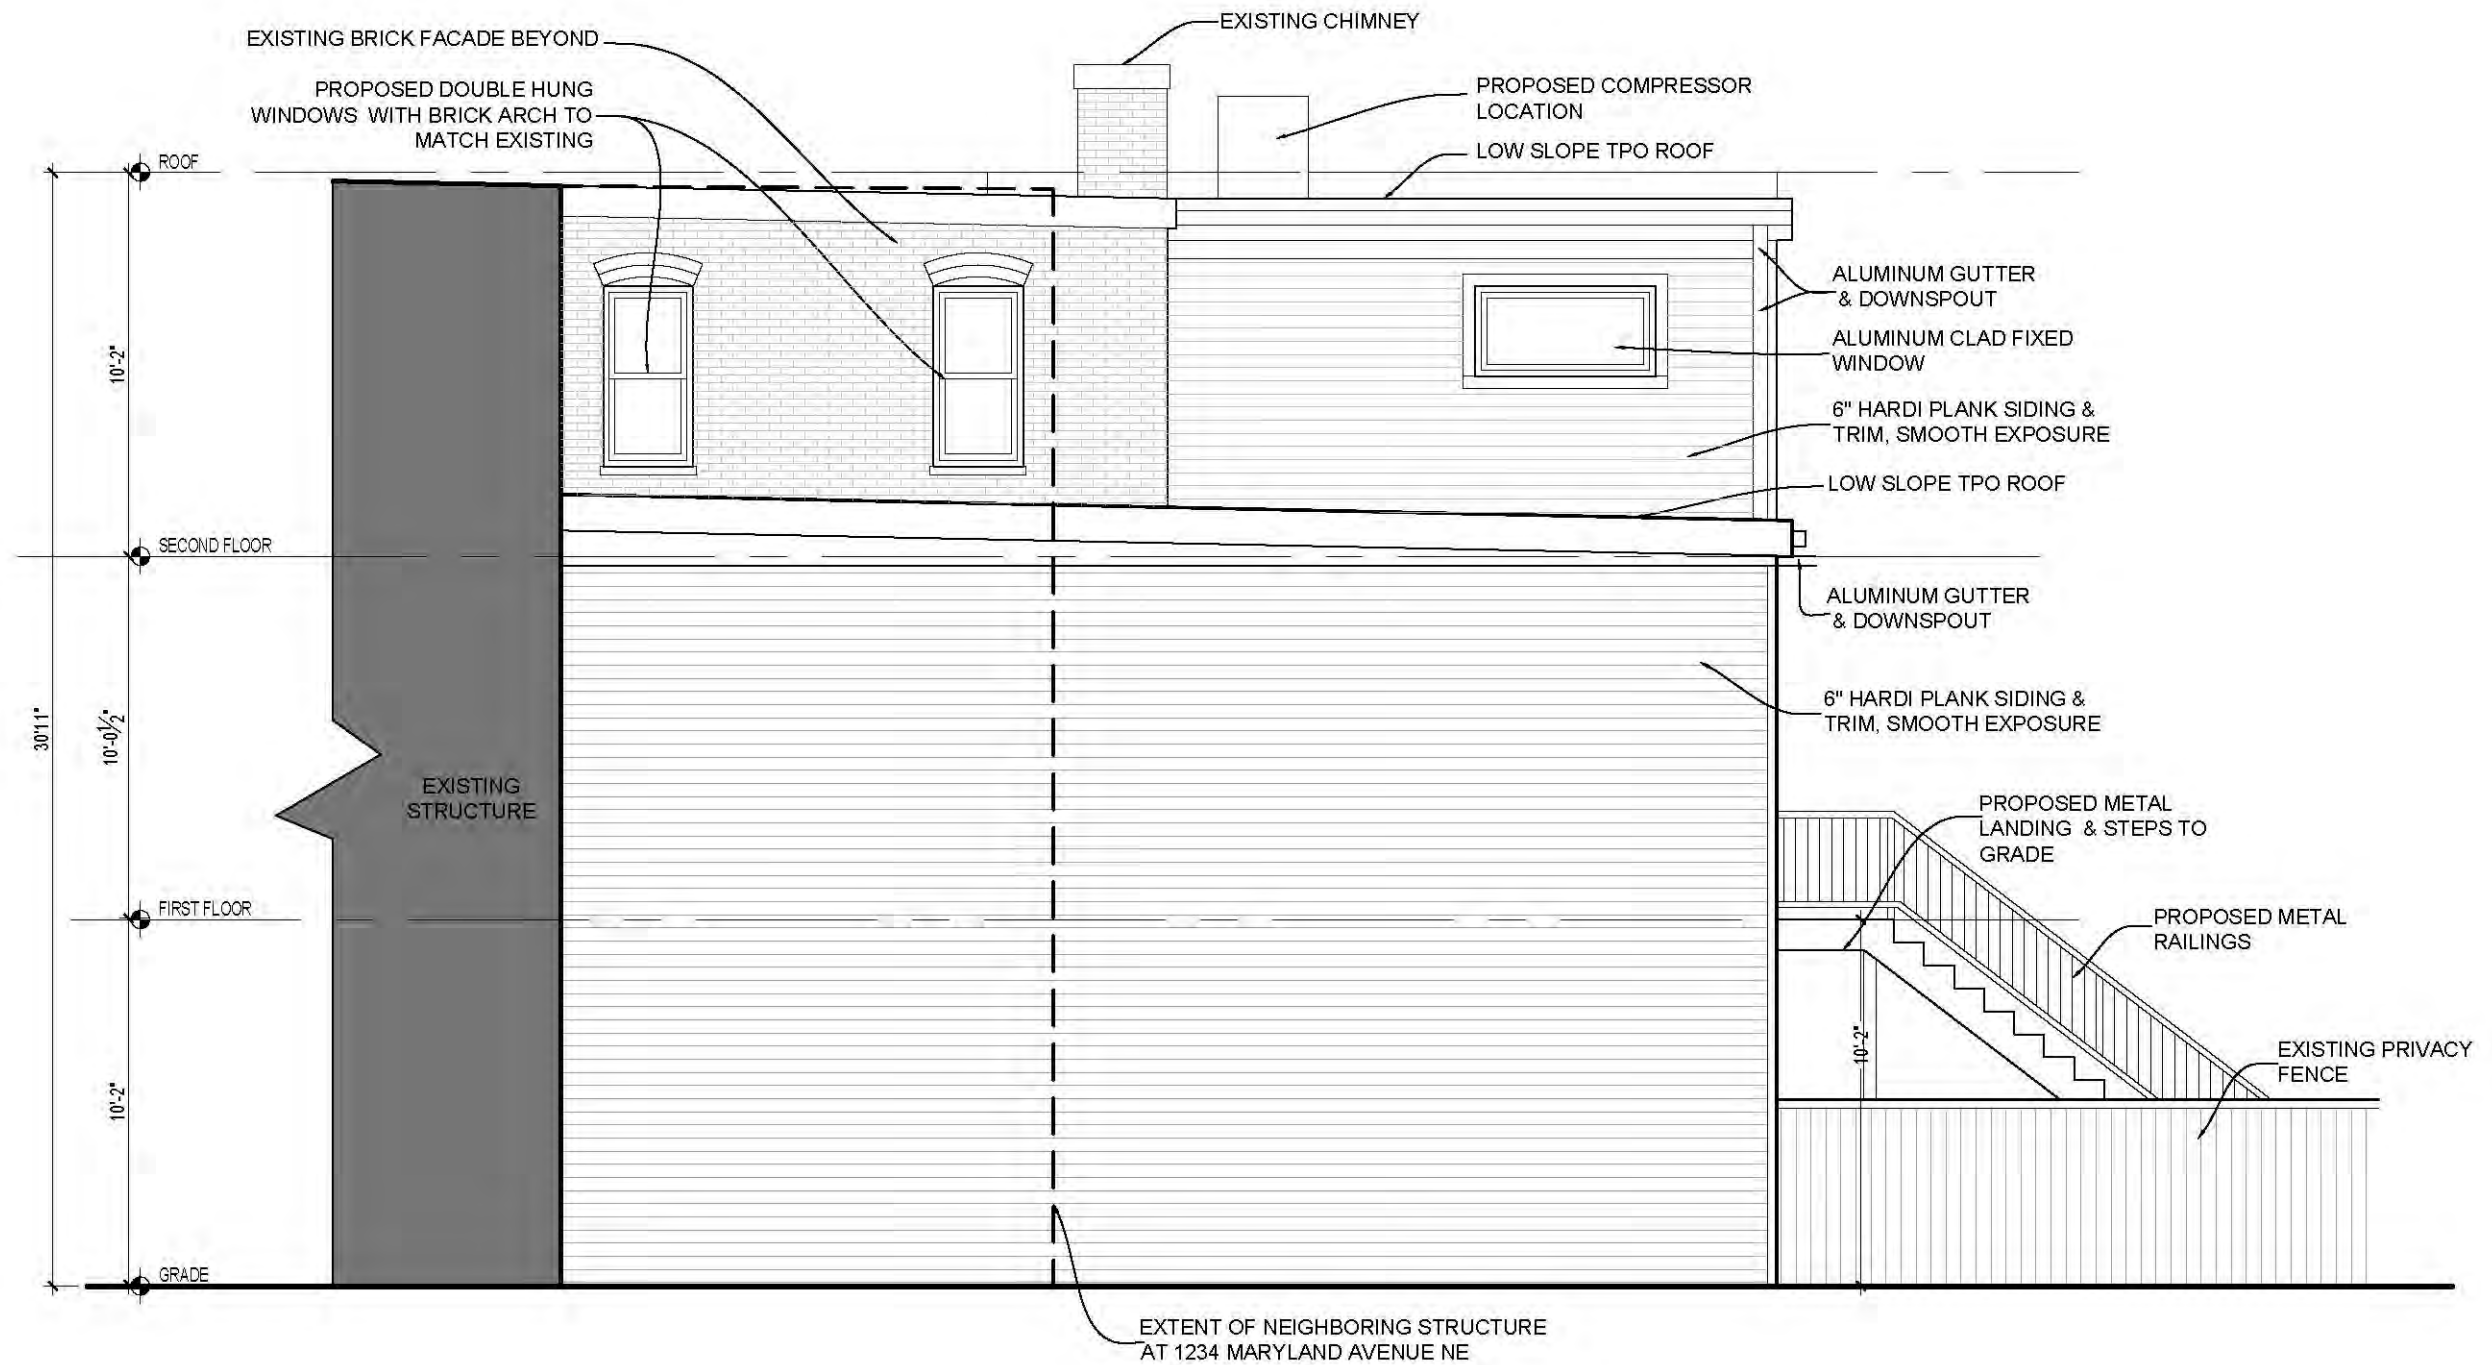 EXISTING CHIMNEY
EXISTING BRICK FACADE BEYOND
PROPOSED DOUBLE HUNG
WINDOWS WITH BRICK ARCH TO
MATCH EXISTING
PROPOSED COMPRESSOR
LOCATION
LOW SLOPE TPO ROOF
ROOF
ALUMINUM GUTTER
& DOWNSPOUT
ALUMINUM CLAD FIXED
WINDOW
10'-2"
6" HARDI PLANK SIDING &
TRIM, SMOOTH EXPOSURE
LOW SLOPE TPO ROOF
SECOND FLOOR
ALUMINUM GUTTER
& DOWNSPOUT
6" HARDI PLANK SIDING &
TRIM, SMOOTH EXPOSURE
30'11"
10'-0½"
EXISTING
STRUCTURE
PROPOSED METAL
LANDING & STEPS TO
GRADE
FIRST FLOOR
PROPOSED METAL
RAILINGS
10'-2"
10'-2"
EXISTING PRIVACY
FENCE
GRADE
EXTENT OF NEIGHBORING STRUCTURE
AT 1234 MARYLAND AVENUE NE